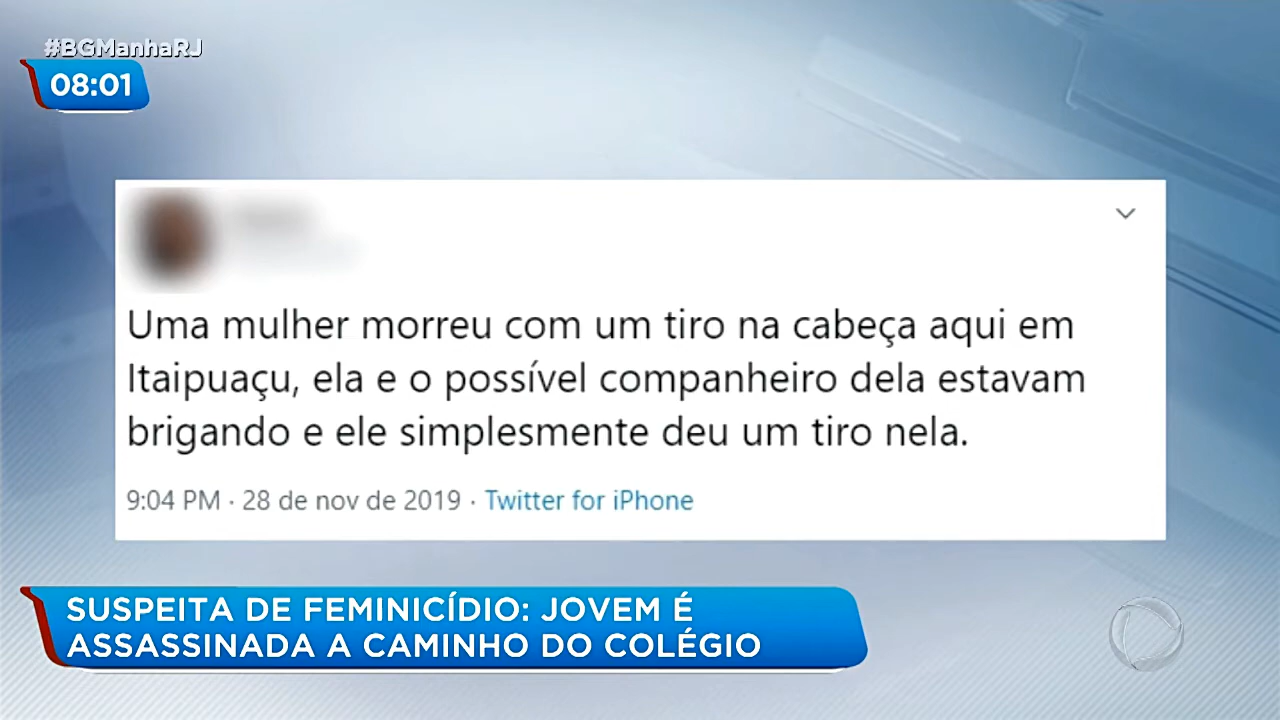 #BGManhaRJ
08:01
Uma mulher morreu com um tiro na cabeça aqui em
Itaipuaçu, ela e o possível companheiro dela estavam
brigando e ele simplesmente deu um tiro nela.
9:04 PM · 28 de nov de 2019 · Twitter for iPhone
SUSPEITA DE FEMINICÍDIO: JOVEM É
ASSASSINADA A CAMINHO DO COLÉGIO